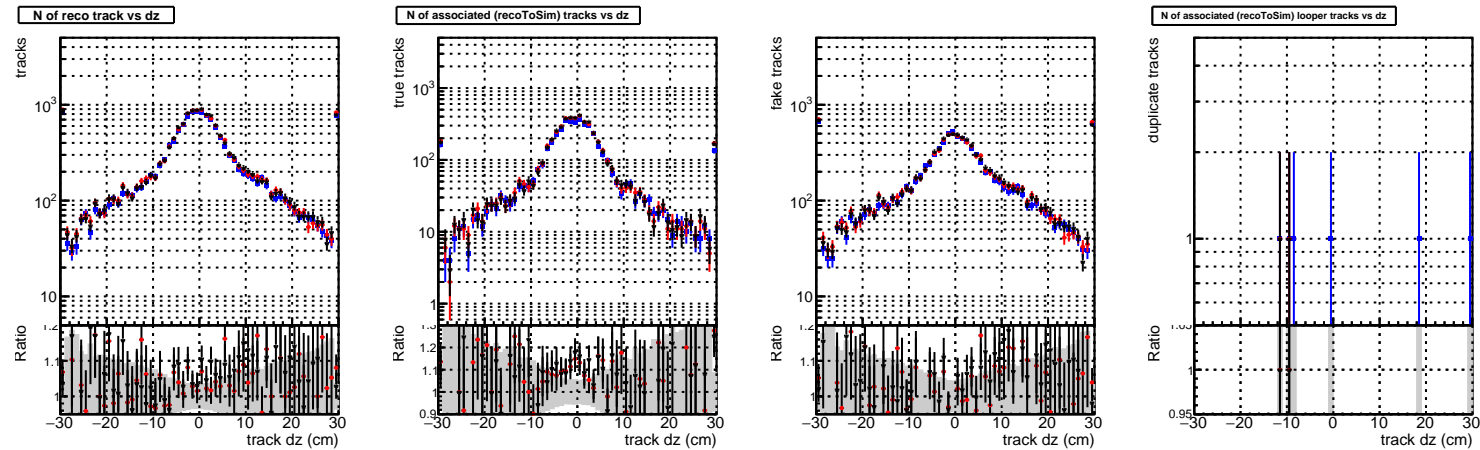 N of reco track vs dz
tracks
10³
10²
10
Ratio
1.2
1.1
1
−30 −20 −10 0 10 20 30
track dz (cm)
N of associated (recoToSim) tracks vs dz
true tracks
10³
10²
10
1
Ratio
1.3
1.2
1.1
1
0.9
−30 −20 −10 0 10 20 30
track dz (cm)
fake tracks
10³
10²
10
Ratio
1.2
1.1
1
−30 −20 −10 0 10 20 30
track dz (cm)
N of associated (recoToSim) looper tracks vs dz
duplicate tracks
1
Ratio
1.05
1
0.95
−30 −20 −10 0 10 20 30
track dz (cm)